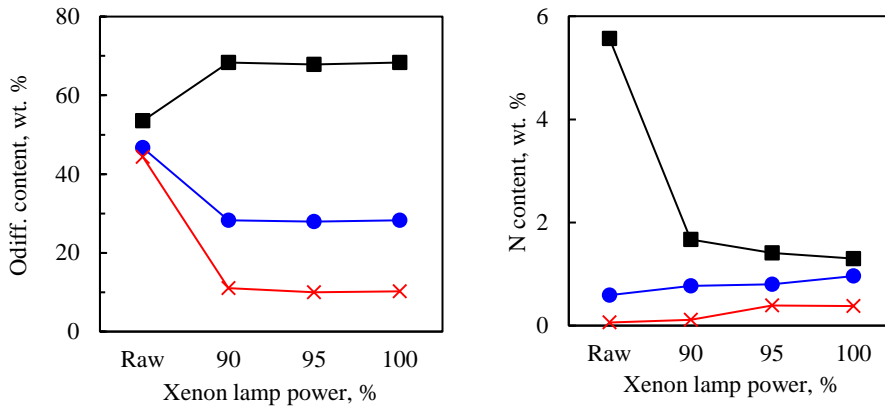 80
60
40
20
0
Odiff. content, wt. %
Raw 90 95 100
Xenon lamp power, %
6
4
2
0
N content, wt. %
Raw 90 95 100
Xenon lamp power, %